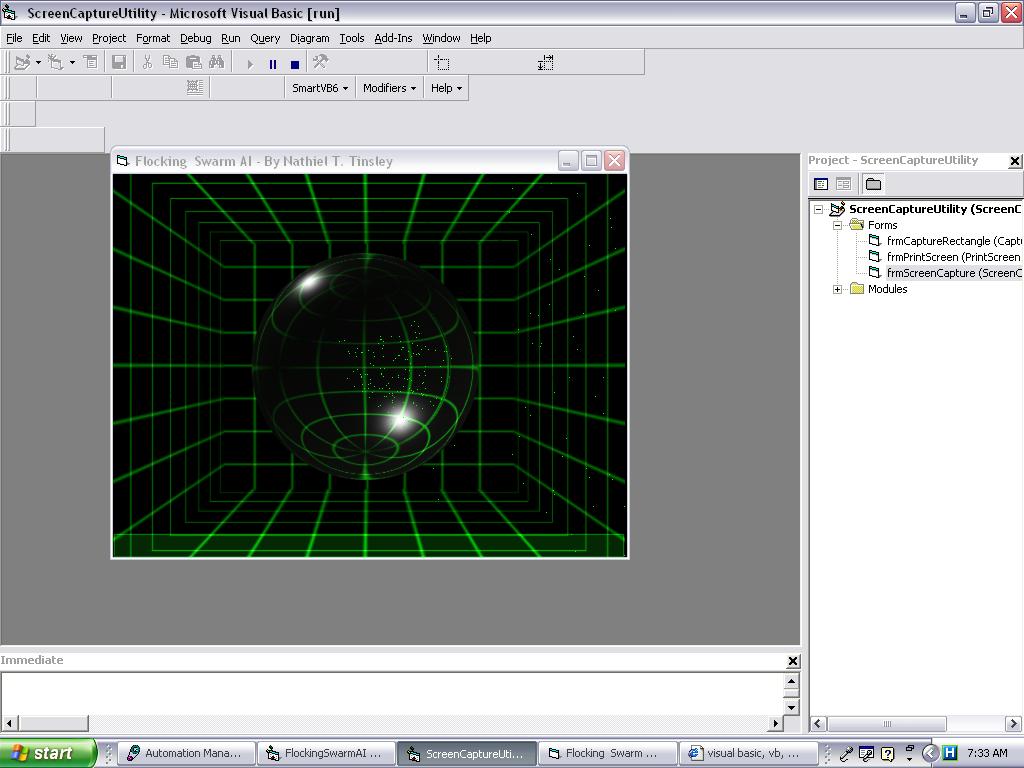 ScreenCaptureUtility - Microsoft Visual Basic [run]
File Edit View Project Format Debug Run Query Diagram Tools Add-Ins Window Help
SmartVB6 Modifiers Help
Flocking Swarm AI - By Nathiel T. Tinsley
Project - ScreenCaptureUtility
ScreenCaptureUtility (ScreenC
Forms
frmCaptureRectangle (Captu
frmPrintScreen (PrintScreen
frmScreenCapture (ScreenC
Modules
Immediate
start Automation Mana... FlockingSwarmAI ... ScreenCaptureUti... Flocking Swarm ... visual basic, vb, ... H 7:33 AM